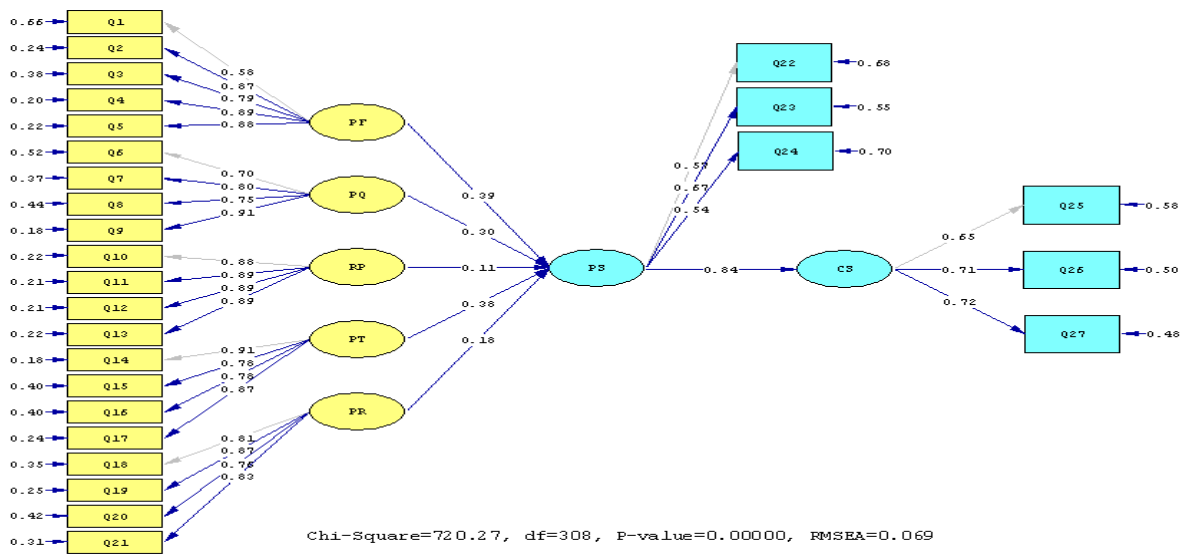 0.66 Q1
0.24 Q2
0.38 Q3
0.20 Q4
0.22 Q5
0.52 Q6
0.37 Q7
0.44 Q8
0.18 Q9
0.22 Q10
0.21 Q11
0.21 Q12
0.22 Q13
0.18 Q14
0.40 Q15
0.40 Q16
0.24 Q17
0.35 Q18
0.25 Q19
0.42 Q20
0.31 Q21
0.58
0.87
0.79
0.89
0.88
0.70
0.80
0.75
0.91
0.88
0.89
0.89
0.89
0.91
0.78
0.78
0.87
0.81
0.87
0.76
0.83
PF
PQ
RP
PT
PR
0.39
0.30
0.11
0.38
0.18
PS
0.57
0.67
0.54
Q22 0.68
Q23 0.55
Q24 0.70
0.84
CS
0.65
0.71
0.72
Q25 0.58
Q26 0.50
Q27 0.48
Chi-Square=720.27, df=308, P-value=0.00000, RMSEA=0.069